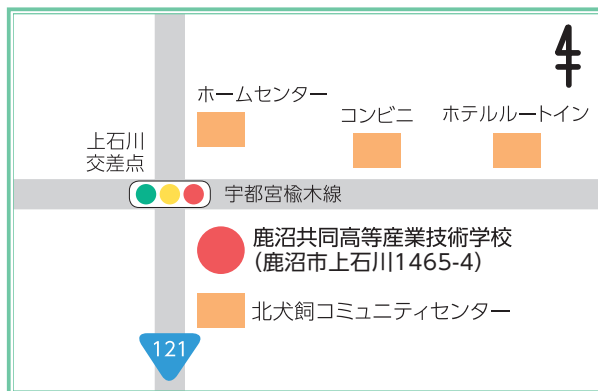 ホームセンター
コンビニ
ホテルルートイン
上石川
交差点
宇都宮楡木線
鹿沼共同高等産業技術学校
(鹿沼市上石川1465-4)
北犬飼コミュニティセンター
121